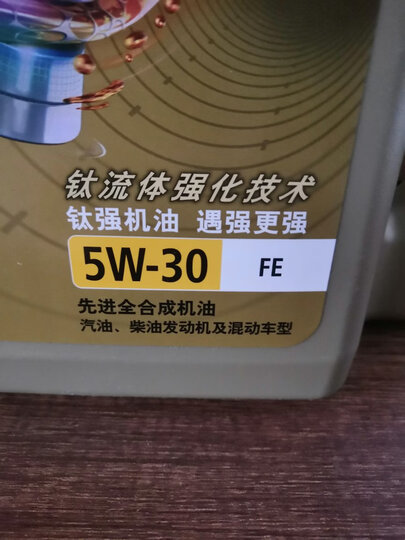 钛流体强化技术
钛强机油 遇强更强
5W-30 FE
先进全合成机油
汽油、柴油发动机及混动车型